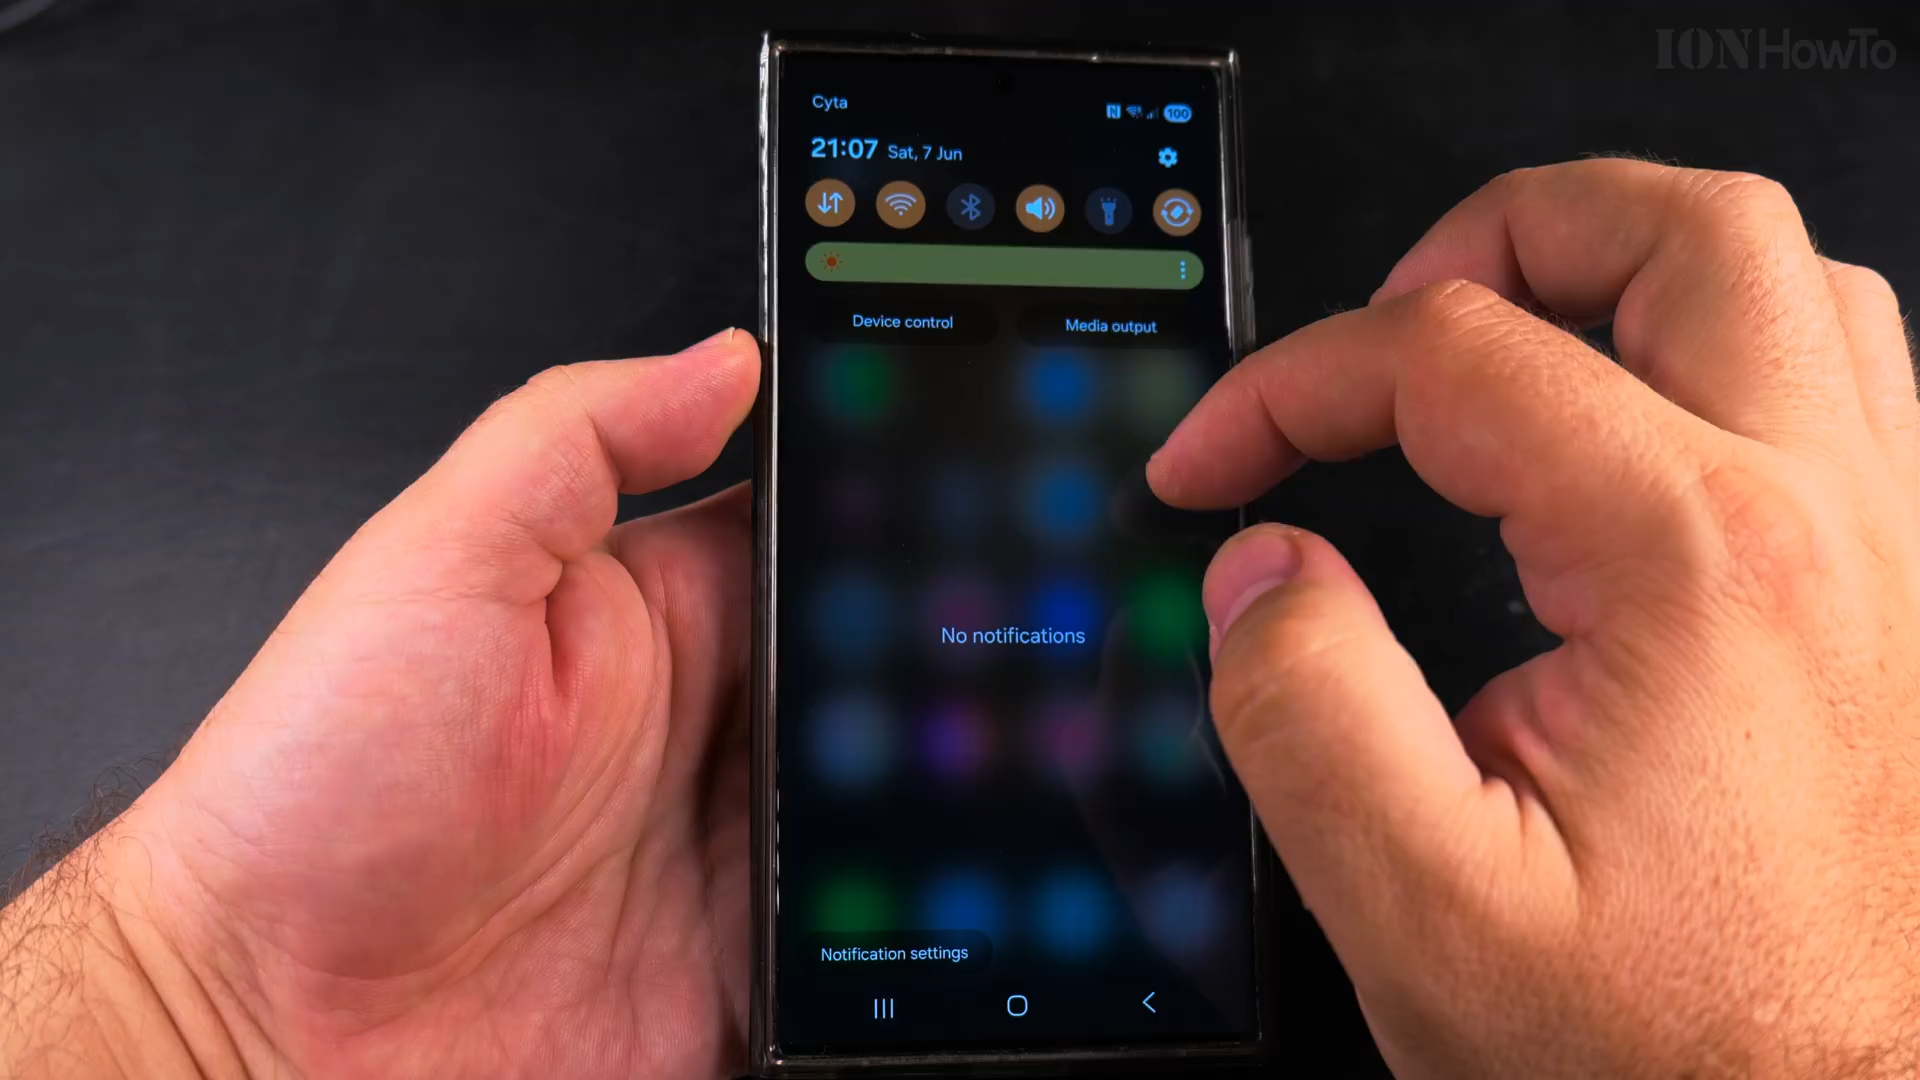 ION HowTo
Cyta
100
21:07 Sat, 7 Jun
Device control
Media output
No notifications
Notification settings